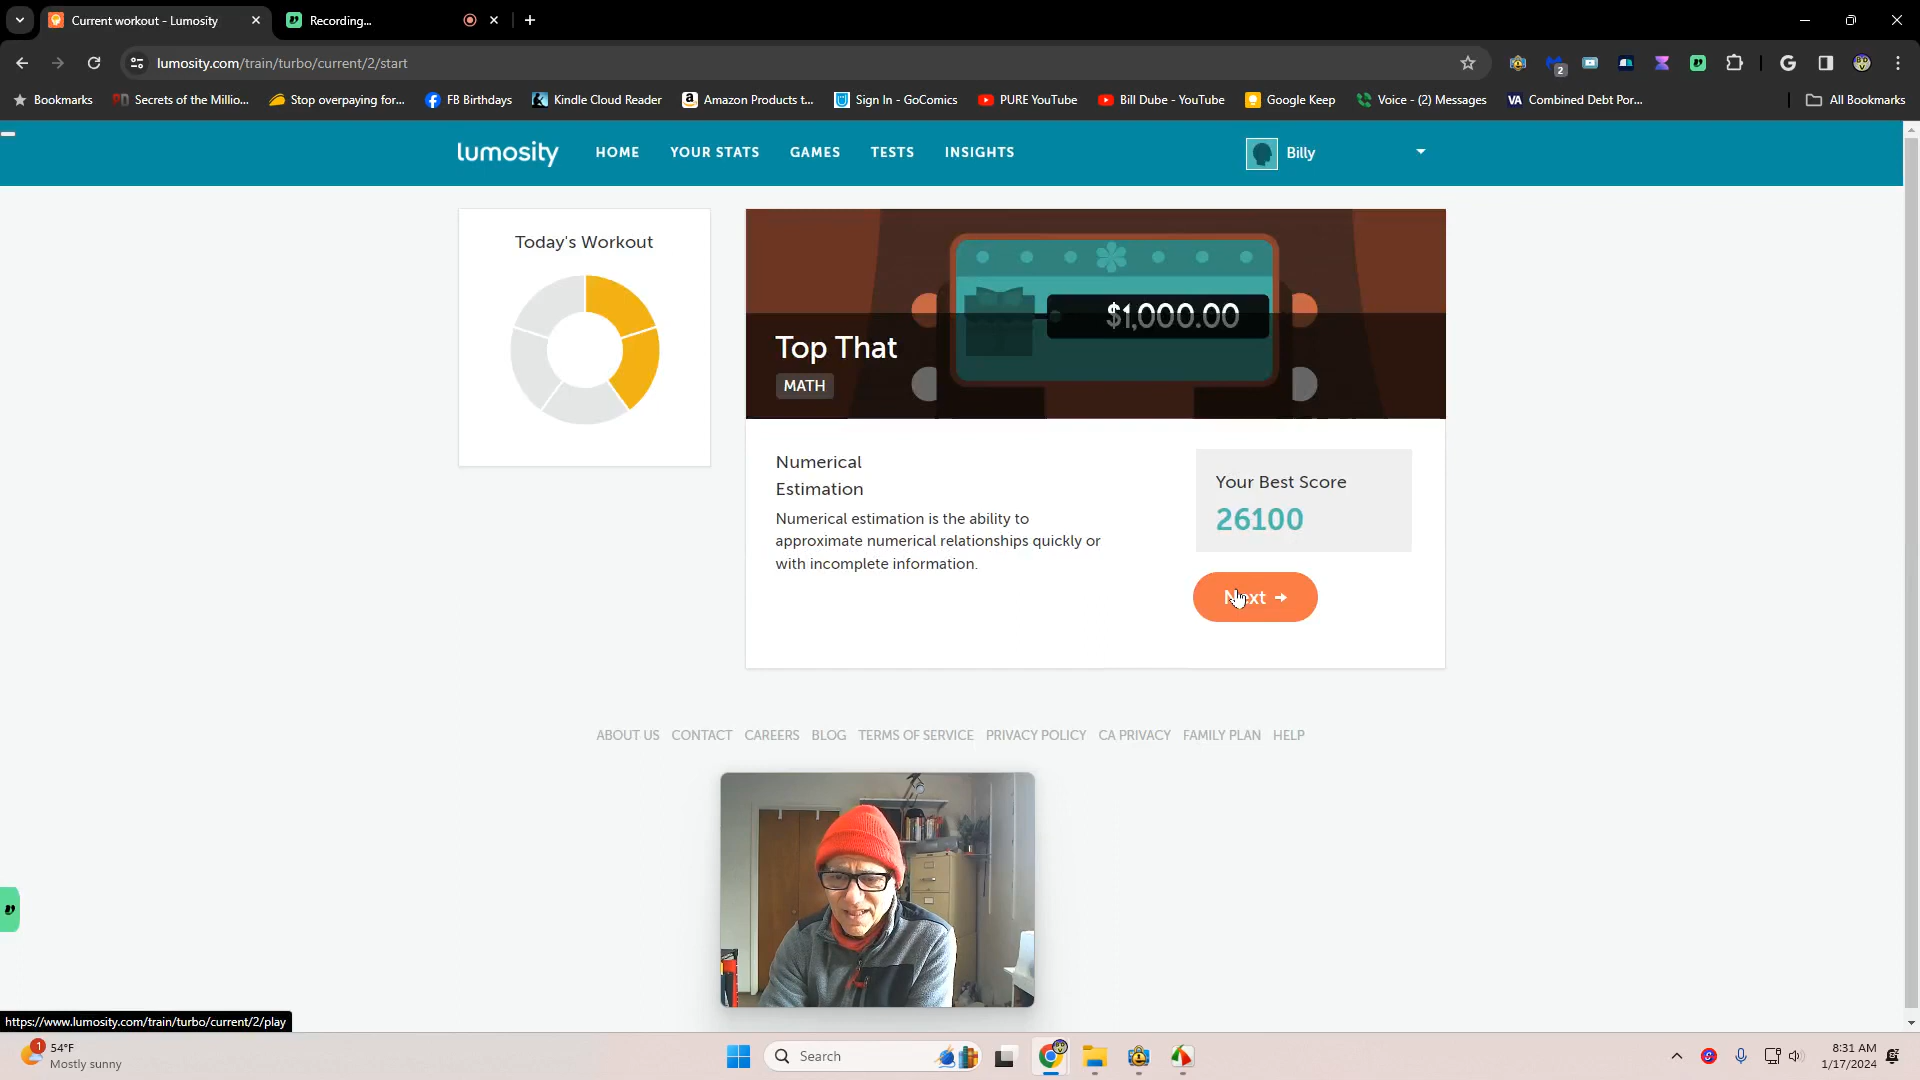 Current workout - Lumosity
Recording...
lumosity.com/train/turbo/current/2/start
2
Bookmarks
Secrets of the Millio...
Stop overpaying for...
FB Birthdays
Kindle Cloud Reader
Amazon Products t...
Sign In - GoComics
PURE YouTube
Bill Dube - YouTube
Google Keep
Voice - (2) Messages
VA Combined Debt Por...
All Bookmarks
lumosity
HOME
YOUR STATS
GAMES
TESTS
INSIGHTS
Billy
Today's Workout
$1,000.00
Top That
MATH
Numerical
Estimation
Numerical estimation is the ability to
approximate numerical relationships quickly or
with incomplete information.
Your Best Score
26100
Next
ABOUT US CONTACT CAREERS BLOG TERMS OF SERVICE PRIVACY POLICY CA PRIVACY FAMILY PLAN HELP
https://www.lumosity.com/train/turbo/current/2/play
1
54°F
Mostly sunny
Search
8:31 AM
1/17/2024